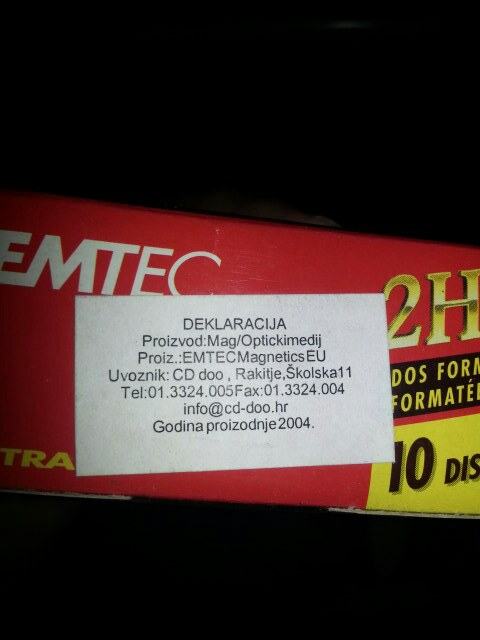 EMTEC
2H
DEKLARACIJA
Proizvod:Mag/Optickimedij
Proiz.:EMTECMagneticsEU
Uvoznik: CD doo , Rakitje,Školska11
Tel:01.3324.005Fax:01.3324.004
info@cd-doo.hr
Godina proizodnje2004.
DOS FORM
FORMATÉ
TRA
10 DIS